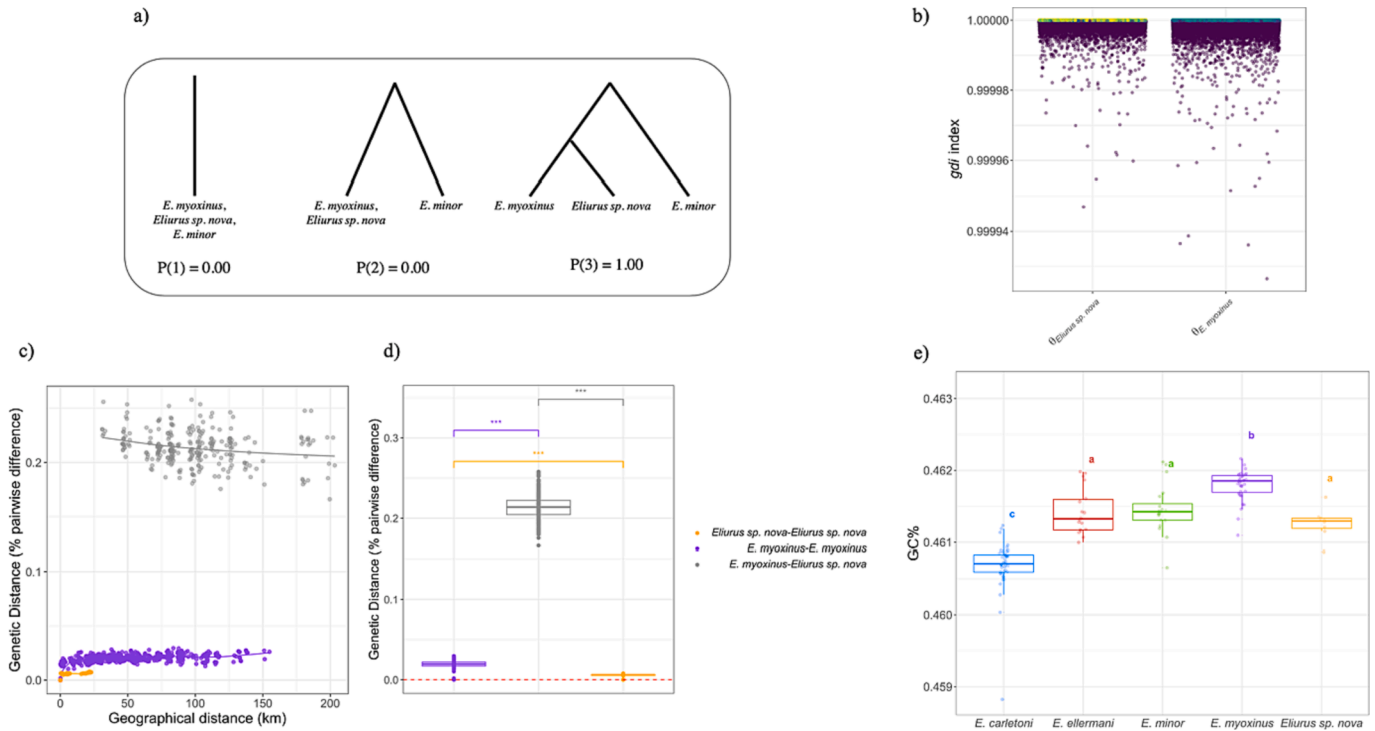 a)
E. myoxinus,
Eliurus sp. nova,
E. minor
P(1) = 0.00
E. myoxinus,
Eliurus sp. nova
E. minor
P(2) = 0.00
E. myoxinus
Eliurus sp. nova
E. minor
P(3) = 1.00
b)
gdi index
1.00000
0.99998
0.99996
0.99994
θEliurus sp. nova
θE. myoxinus
c)
Genetic Distance (% pairwise difference)
0.2
0.1
0.0
0
50
100
150
200
Geographical distance (km)
d)
Genetic Distance (% pairwise difference)
0.3
0.2
0.1
0.0
***
***
***
Eliurus sp. nova-Eliurus sp. nova
E. myoxinus-E. myoxinus
E. myoxinus-Eliurus sp. nova
e)
GC%
0.463
0.462
0.461
0.460
0.459
c
a
a
b
a
E. carletoni
E. ellermani
E. minor
E. myoxinus
Eliurus sp. nova